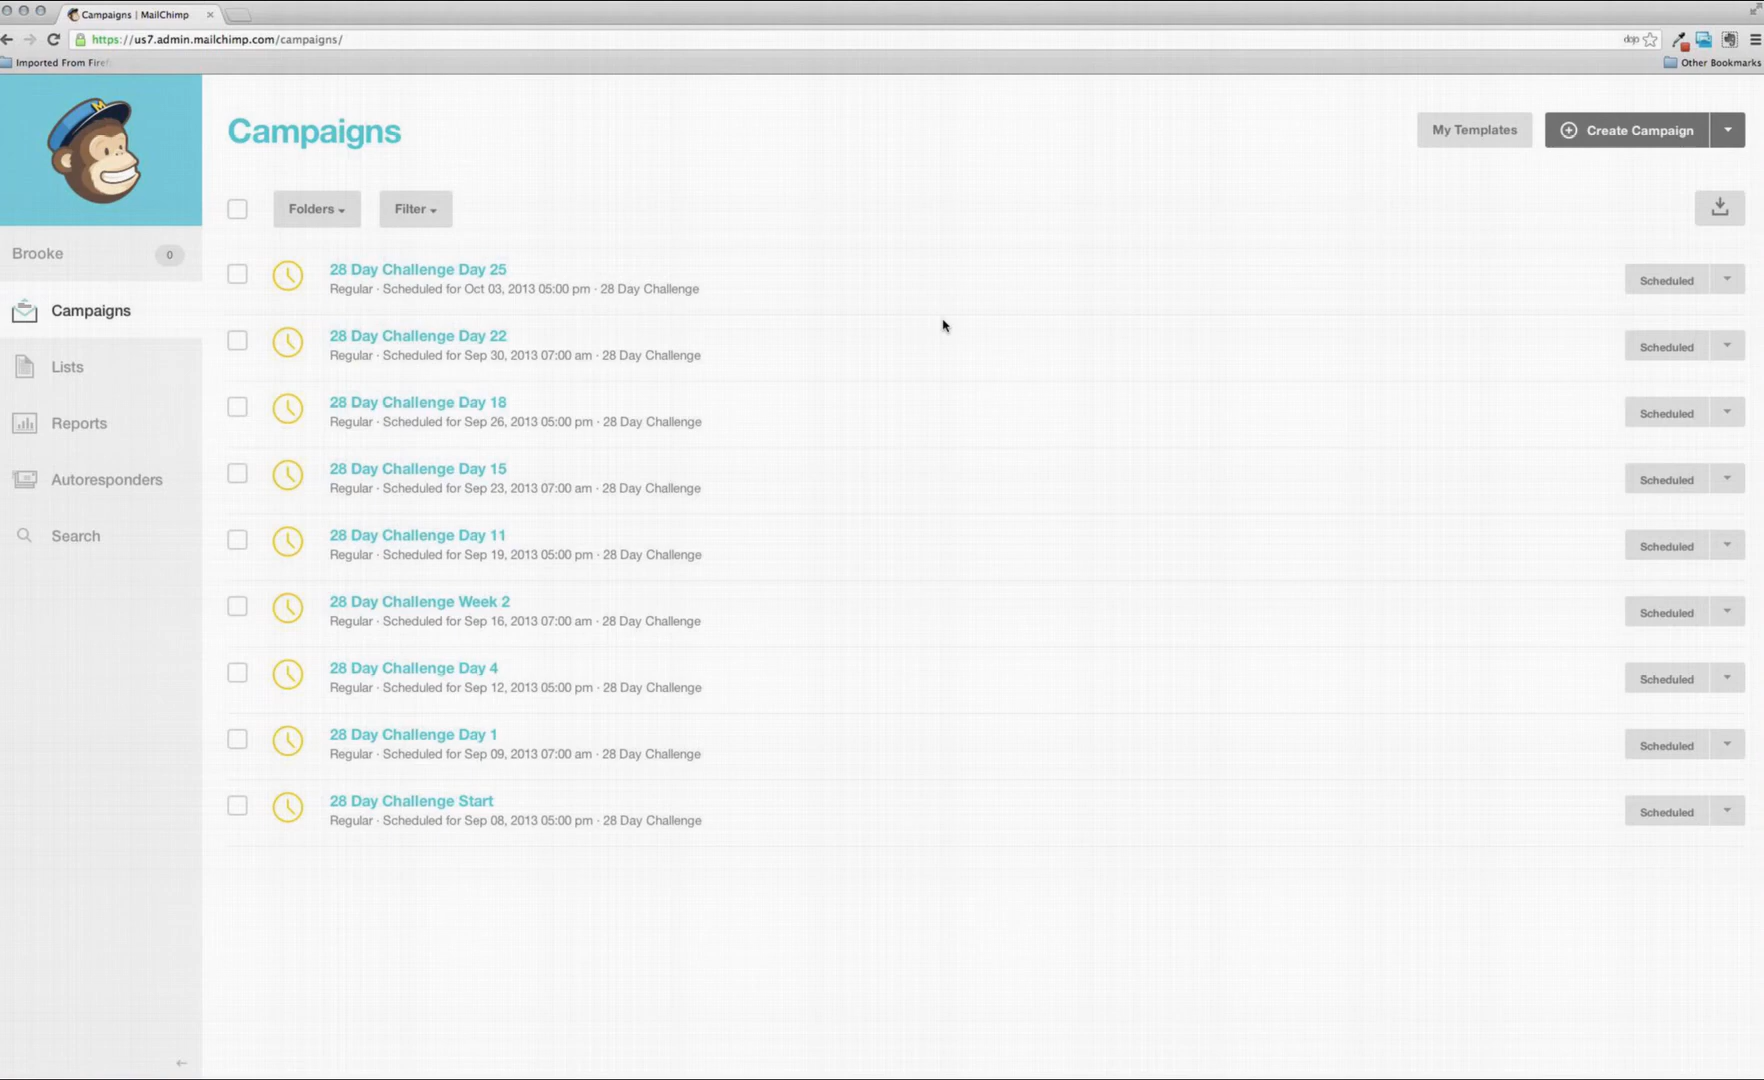 Campaigns | MailChimp
https://us7.admin.mailchimp.com/campaigns/
Imported From Firef
Other Bookmarks
Campaigns
My Templates
Create Campaign
Folders
Filter
Brooke
0
Campaigns
Lists
Reports
Autoresponders
Search
28 Day Challenge Day 25
Regular · Scheduled for Oct 03, 2013 05:00 pm · 28 Day Challenge
Scheduled
28 Day Challenge Day 22
Regular · Scheduled for Sep 30, 2013 07:00 am · 28 Day Challenge
Scheduled
28 Day Challenge Day 18
Regular · Scheduled for Sep 26, 2013 05:00 pm · 28 Day Challenge
Scheduled
28 Day Challenge Day 15
Regular · Scheduled for Sep 23, 2013 07:00 am · 28 Day Challenge
Scheduled
28 Day Challenge Day 11
Regular · Scheduled for Sep 19, 2013 05:00 pm · 28 Day Challenge
Scheduled
28 Day Challenge Week 2
Regular · Scheduled for Sep 16, 2013 07:00 am · 28 Day Challenge
Scheduled
28 Day Challenge Day 4
Regular · Scheduled for Sep 12, 2013 05:00 pm · 28 Day Challenge
Scheduled
28 Day Challenge Day 1
Regular · Scheduled for Sep 09, 2013 07:00 am · 28 Day Challenge
Scheduled
28 Day Challenge Start
Regular · Scheduled for Sep 08, 2013 05:00 pm · 28 Day Challenge
Scheduled